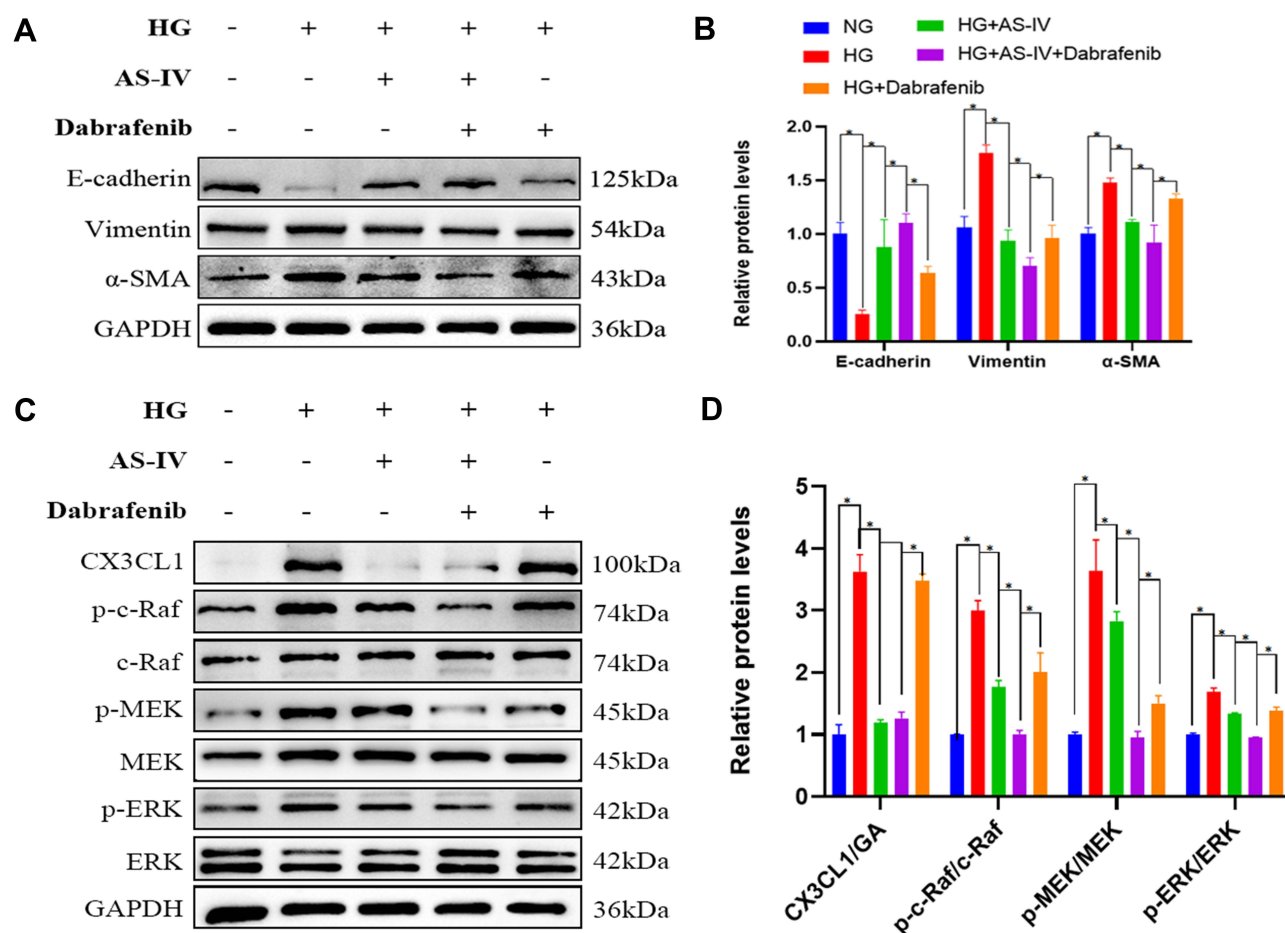 A
HG - + + + +
AS-IV - - + + -
Dabrafenib - - - + +
E-cadherin 125kDa
Vimentin 54kDa
α-SMA 43kDa
GAPDH 36kDa
B
NG HG+AS-IV
HG HG+AS-IV+Dabrafenib
HG+Dabrafenib
Relative protein levels
2.0
1.5
1.0
0.5
0.0
* * * * * * * * * * * *
E-cadherin Vimentin α-SMA
C
HG - + + + +
AS-IV - - + + -
Dabrafenib - - - + +
CX3CL1 100kDa
p-c-Raf 74kDa
c-Raf 74kDa
p-MEK 45kDa
MEK 45kDa
p-ERK 42kDa
ERK 42kDa
GAPDH 36kDa
D
Relative protein levels
5
4
3
2
1
0
* * * * * * * * * * * * * * *
CX3CL1/GA p-c-Raf/c-Raf p-MEK/MEK p-ERK/ERK